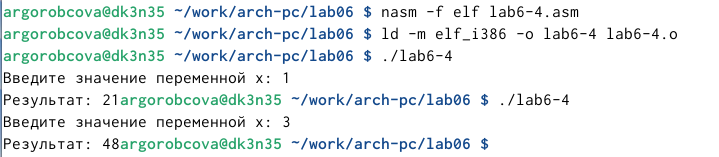 argorobcova@dk3n35 ~/work/arch-pc/lab06 $ nasm -f elf lab6-4.asm
argorobcova@dk3n35 ~/work/arch-pc/lab06 $ ld -m elf_i386 -o lab6-4 lab6-4.o
argorobcova@dk3n35 ~/work/arch-pc/lab06 $ ./lab6-4
Введите значение переменной x: 1
Результат: 21argorobcova@dk3n35 ~/work/arch-pc/lab06 $ ./lab6-4
Введите значение переменной x: 3
Результат: 48argorobcova@dk3n35 ~/work/arch-pc/lab06 $